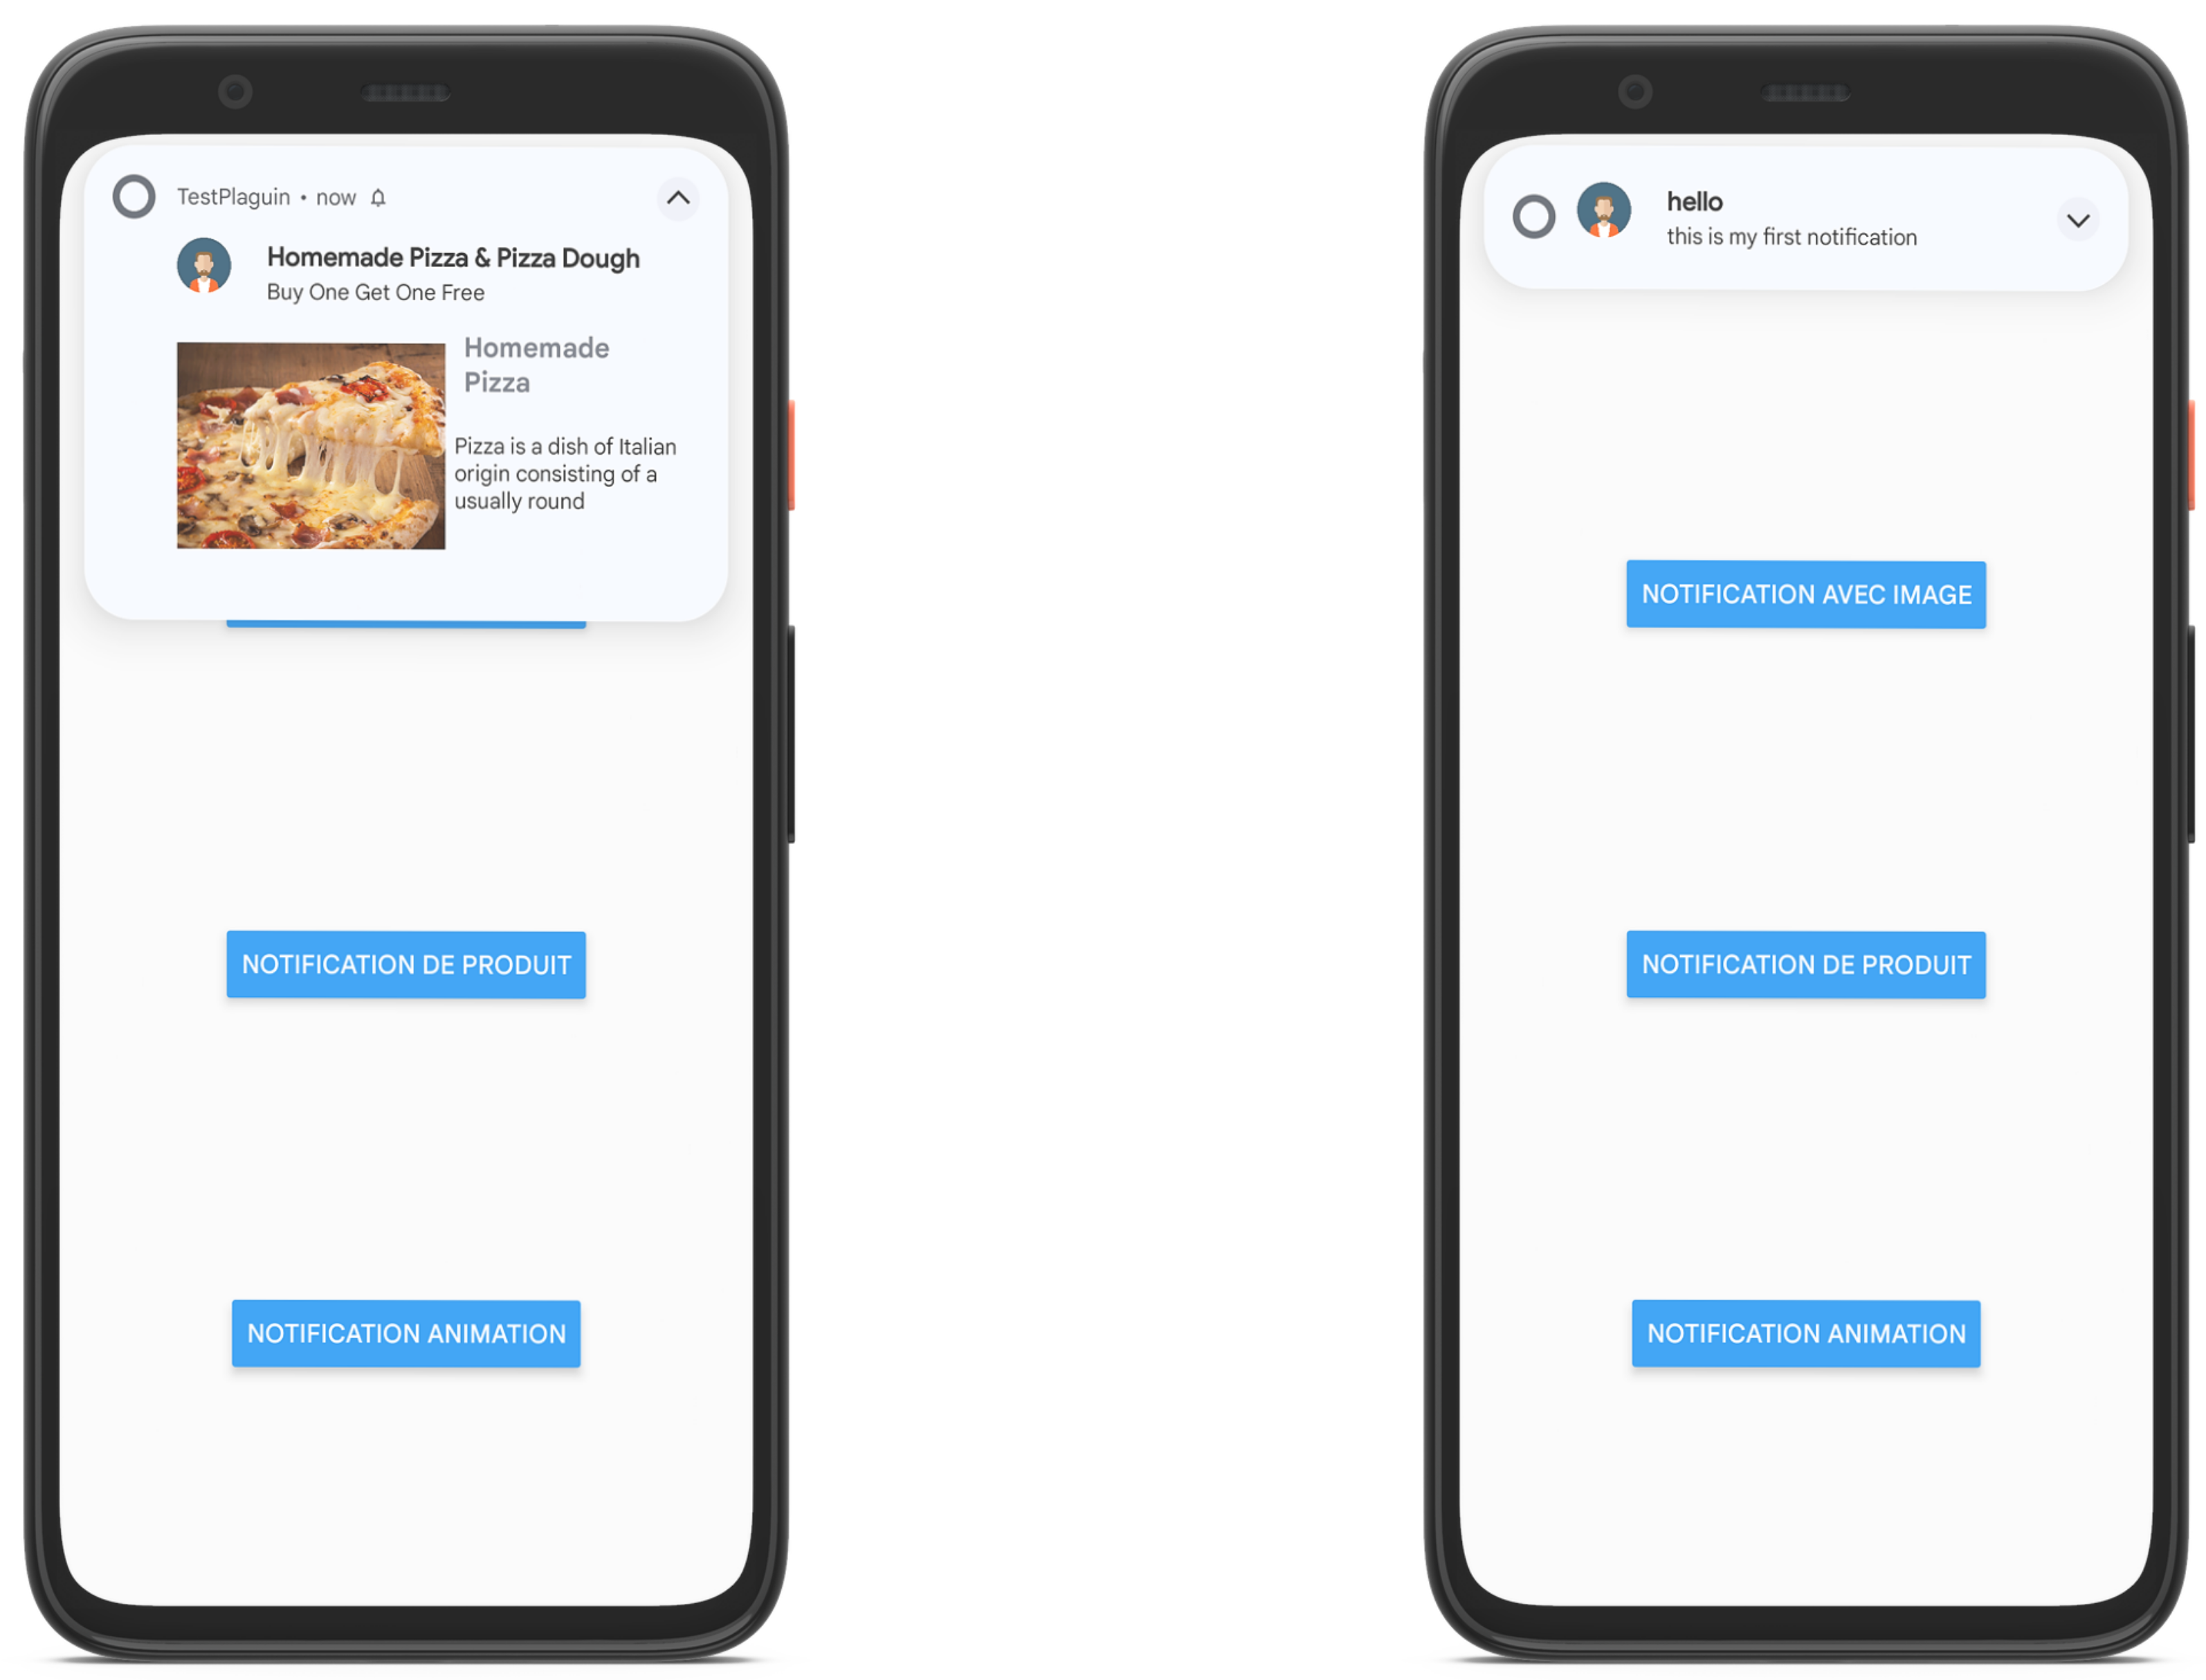 TestPlaguin • now
Homemade Pizza & Pizza Dough
Buy One Get One Free
Homemade
Pizza
Pizza is a dish of Italian
origin consisting of a
usually round
NOTIFICATION DE PRODUIT
NOTIFICATION ANIMATION
hello
this is my first notification
NOTIFICATION AVEC IMAGE
NOTIFICATION DE PRODUIT
NOTIFICATION ANIMATION